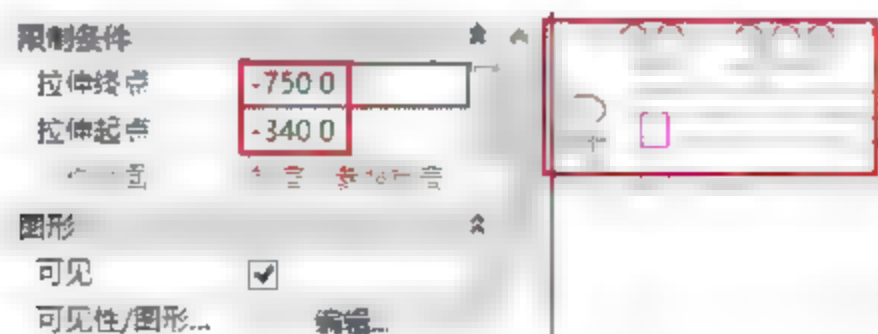 限制条件
拉伸终点 -750 0
拉伸起点 -340 0
图形
可见
可见性/图形... 编辑...